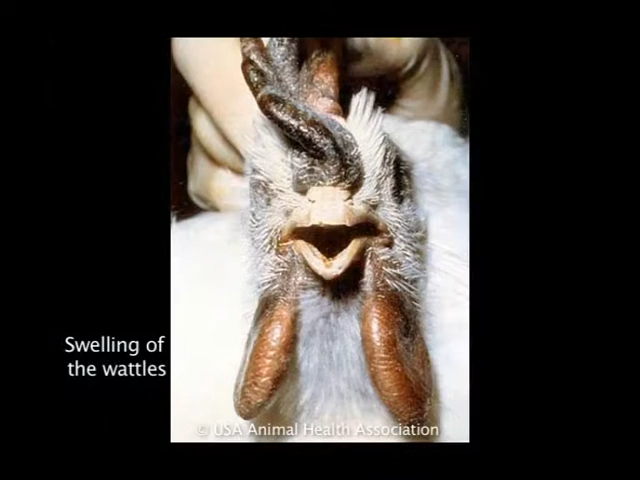 Swelling of
the wattles
© USA Animal Health Association